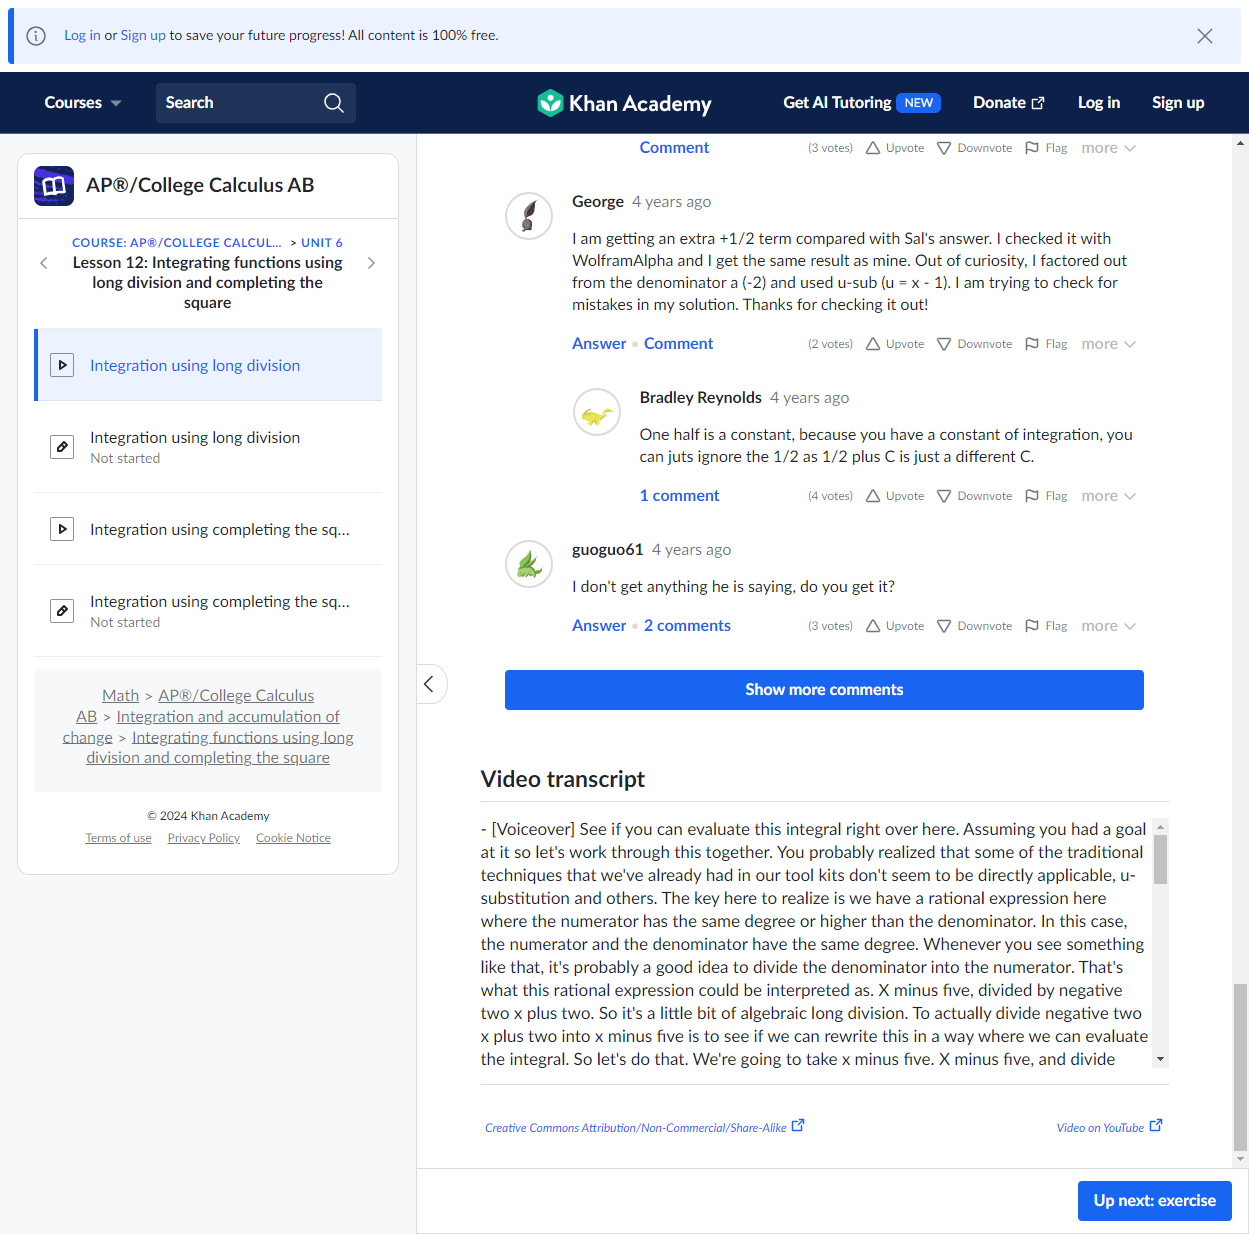 Log in or Sign up to save your future progress! All content is 100% free.
Courses
Search
Khan Academy
Get AI Tutoring NEW
Donate
Log in
Sign up
AP®/College Calculus AB
COURSE: AP®/COLLEGE CALCUL... > UNIT 6
Lesson 12: Integrating functions using
long division and completing the
square
Integration using long division
Integration using long division
Not started
Integration using completing the sq...
Integration using completing the sq...
Not started
Math > AP®/College Calculus
AB > Integration and accumulation of
change > Integrating functions using long
division and completing the square
© 2024 Khan Academy
Terms of use Privacy Policy Cookie Notice
Comment (3 votes) Upvote Downvote Flag more
George 4 years ago
I am getting an extra +1/2 term compared with Sal's answer. I checked it with
WolframAlpha and I get the same result as mine. Out of curiosity, I factored out
from the denominator a (-2) and used u-sub (u = x - 1). I am trying to check for
mistakes in my solution. Thanks for checking it out!
Answer • Comment (2 votes) Upvote Downvote Flag more
Bradley Reynolds 4 years ago
One half is a constant, because you have a constant of integration, you
can juts ignore the 1/2 as 1/2 plus C is just a different C.
1 comment (4 votes) Upvote Downvote Flag more
guoguo61 4 years ago
I don't get anything he is saying, do you get it?
Answer • 2 comments (3 votes) Upvote Downvote Flag more
Show more comments
Video transcript
- [Voiceover] See if you can evaluate this integral right over here. Assuming you had a goal
at it so let's work through this together. You probably realized that some of the traditional
techniques that we've already had in our tool kits don't seem to be directly applicable, u-
substitution and others. The key here to realize is we have a rational expression here
where the numerator has the same degree or higher than the denominator. In this case,
the numerator and the denominator have the same degree. Whenever you see something
like that, it's probably a good idea to divide the denominator into the numerator. That's
what this rational expression could be interpreted as. X minus five, divided by negative
two x plus two. So it's a little bit of algebraic long division. To actually divide negative two
x plus two into x minus five is to see if we can rewrite this in a way where we can evaluate
the integral. So let's do that. We're going to take x minus five. X minus five, and divide
Creative Commons Attribution/Non-Commercial/Share-Alike
Video on YouTube
Up next: exercise